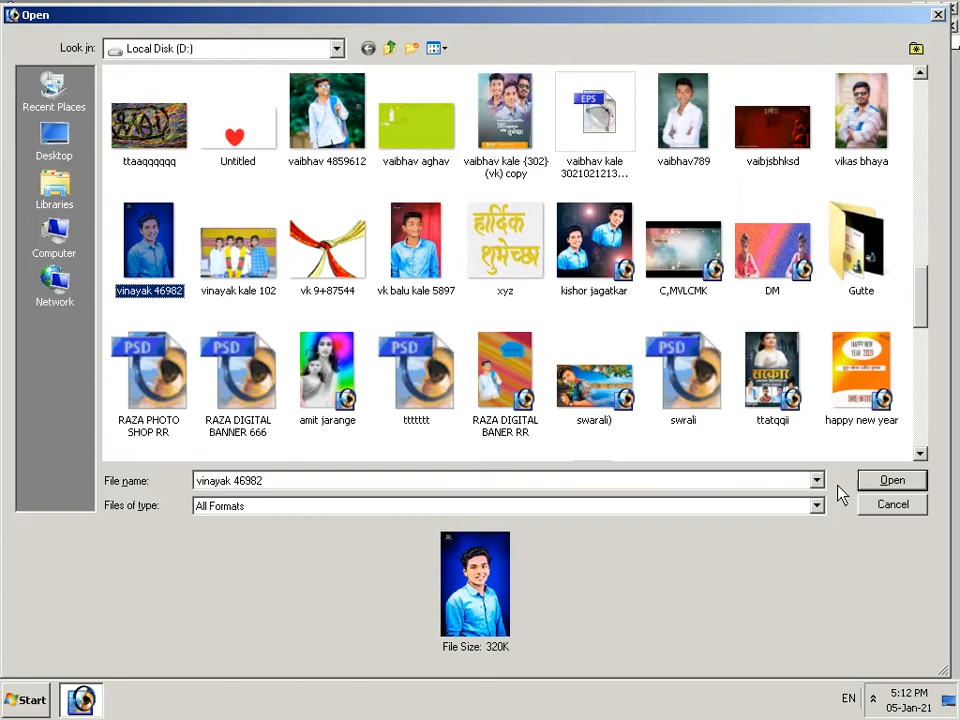 Open
Look in:
Local Disk (D:)
Recent Places
Desktop
Libraries
Computer
Network
ttaaqqqqqq
Untitled
vaibhav 4859612
vaibhav aghav
vaibhav kale {302}
(vk) copy
EPS
vaibhav kale
3021021213...
vaibhav789
vaibjsbhksd
vikas bhaya
vinayak 46982
vinayak kale 102
vk 9+87544
vk balu kale 5897
हार्दिक
शुभेच्छा
xyz
kishor jagatkar
C,MVLCMK
DM
Gutte
PSD
RAZA PHOTO
SHOP RR
PSD
RAZA DIGITAL
BANNER 666
amit jarange
PSD
ttttttt
RAZA DIGITAL
BANER RR
swarali)
PSD
swrali
सरकार
ttatqqii
HAPPY NEW
YEAR 2021
happy new year
File name:
vinayak 46982
Open
Files of type:
All Formats
Cancel
File Size: 320K
Start
EN
5:12 PM
05-Jan-21